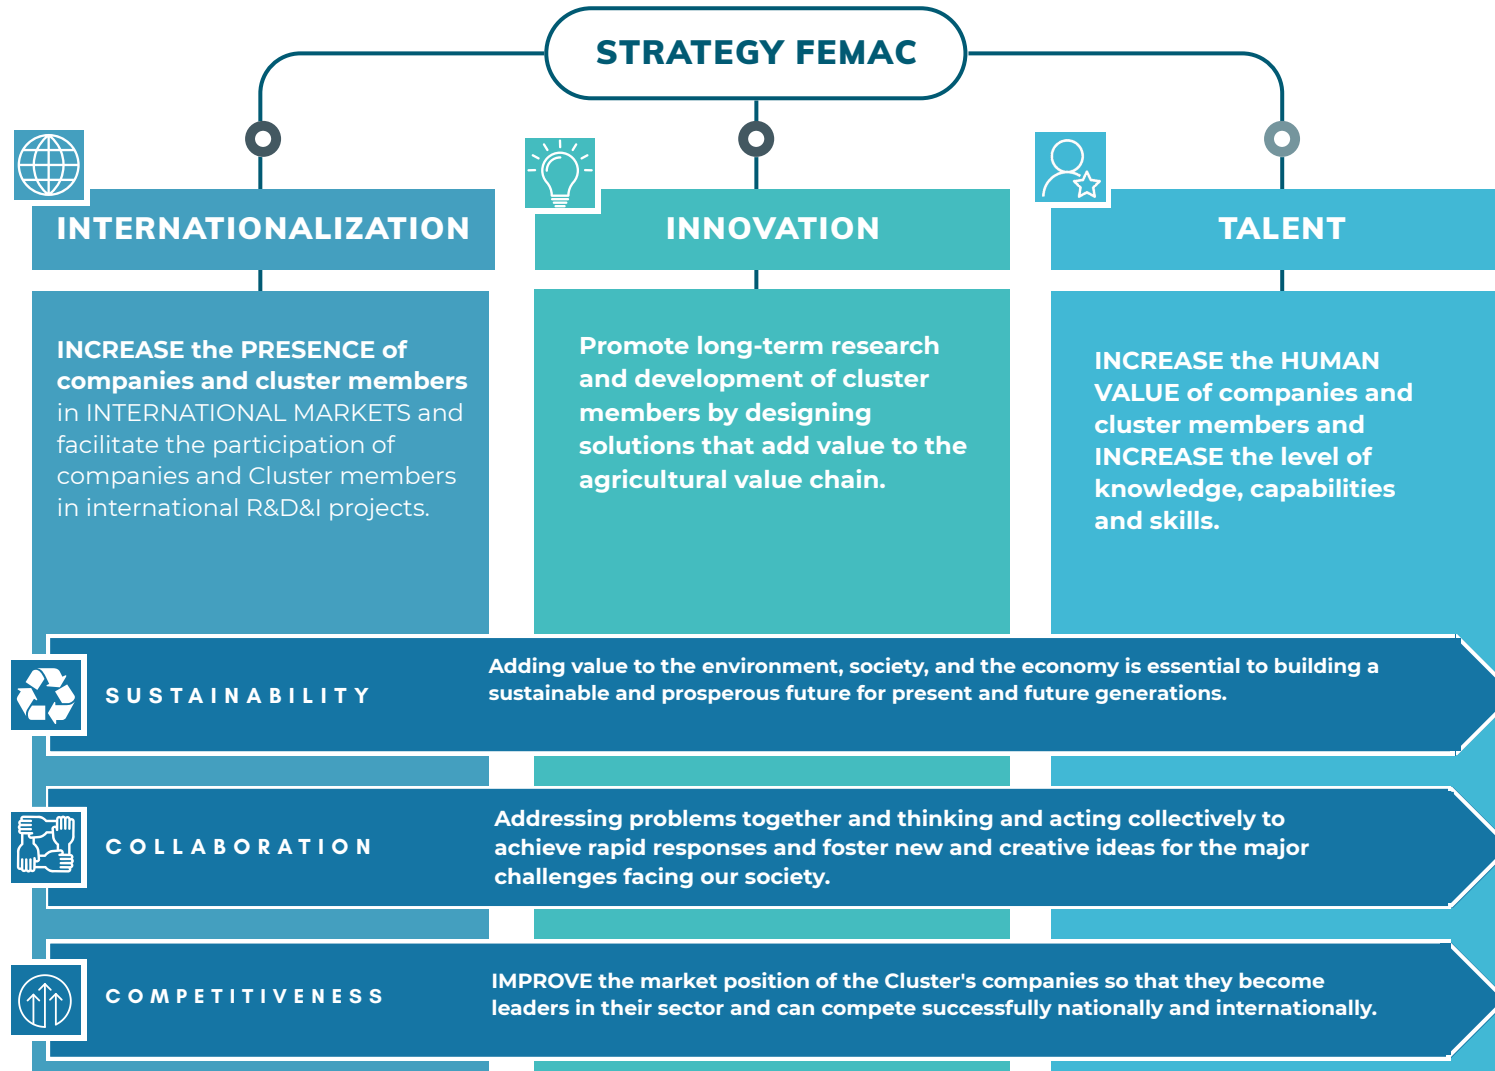 STRATEGY FEMAC
INTERNATIONALIZATION
INCREASE the PRESENCE of
companies and cluster members
in INTERNATIONAL MARKETS and
facilitate the participation of
companies and Cluster members
in international R&D&I projects.
INNOVATION
Promote long-term research
and development of cluster
members by designing
solutions that add value to the
agricultural value chain.
TALENT
INCREASE the HUMAN
VALUE of companies and
cluster members and
INCREASE the level of
knowledge, capabilities
and skills.
SUSTAINABILITY
Adding value to the environment, society, and the economy is essential to building a
sustainable and prosperous future for present and future generations.
COLLABORATION
Addressing problems together and thinking and acting collectively to
achieve rapid responses and foster new and creative ideas for the major
challenges facing our society.
COMPETITIVENESS
IMPROVE the market position of the Cluster's companies so that they become
leaders in their sector and can compete successfully nationally and internationally.